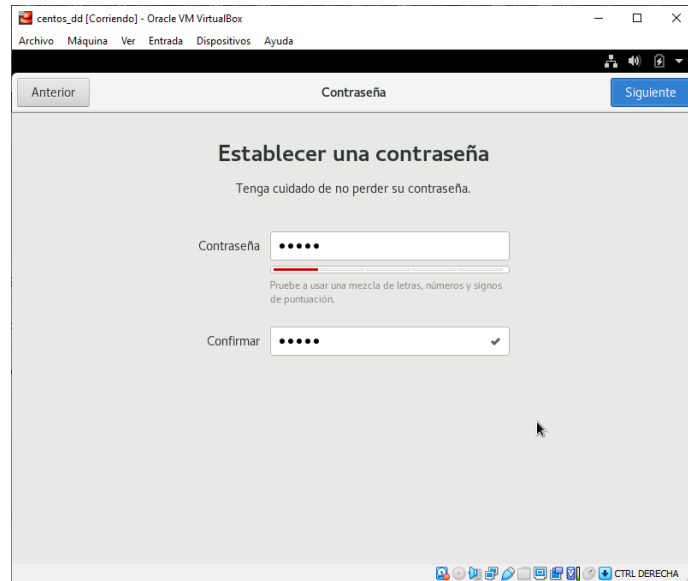 centos_dd [Corriendo] - Oracle VM VirtualBox
Archivo Máquina Ver Entrada Dispositivos Ayuda
Anterior Contraseña Siguiente
Establecer una contraseña
Tenga cuidado de no perder su contraseña.
Contraseña •••••
Pruebe a usar una mezcla de letras, números y signos
de puntuación.
Confirmar •••••
CTRL DERECHA